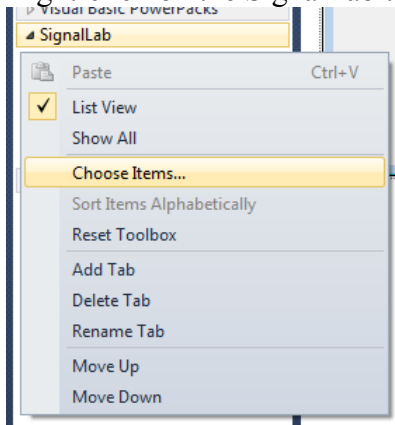 Visual Basic PowerPacks
SignalLab
Paste Ctrl+V
List View
Show All
Choose Items...
Sort Items Alphabetically
Reset Toolbox
Add Tab
Delete Tab
Rename Tab
Move Up
Move Down